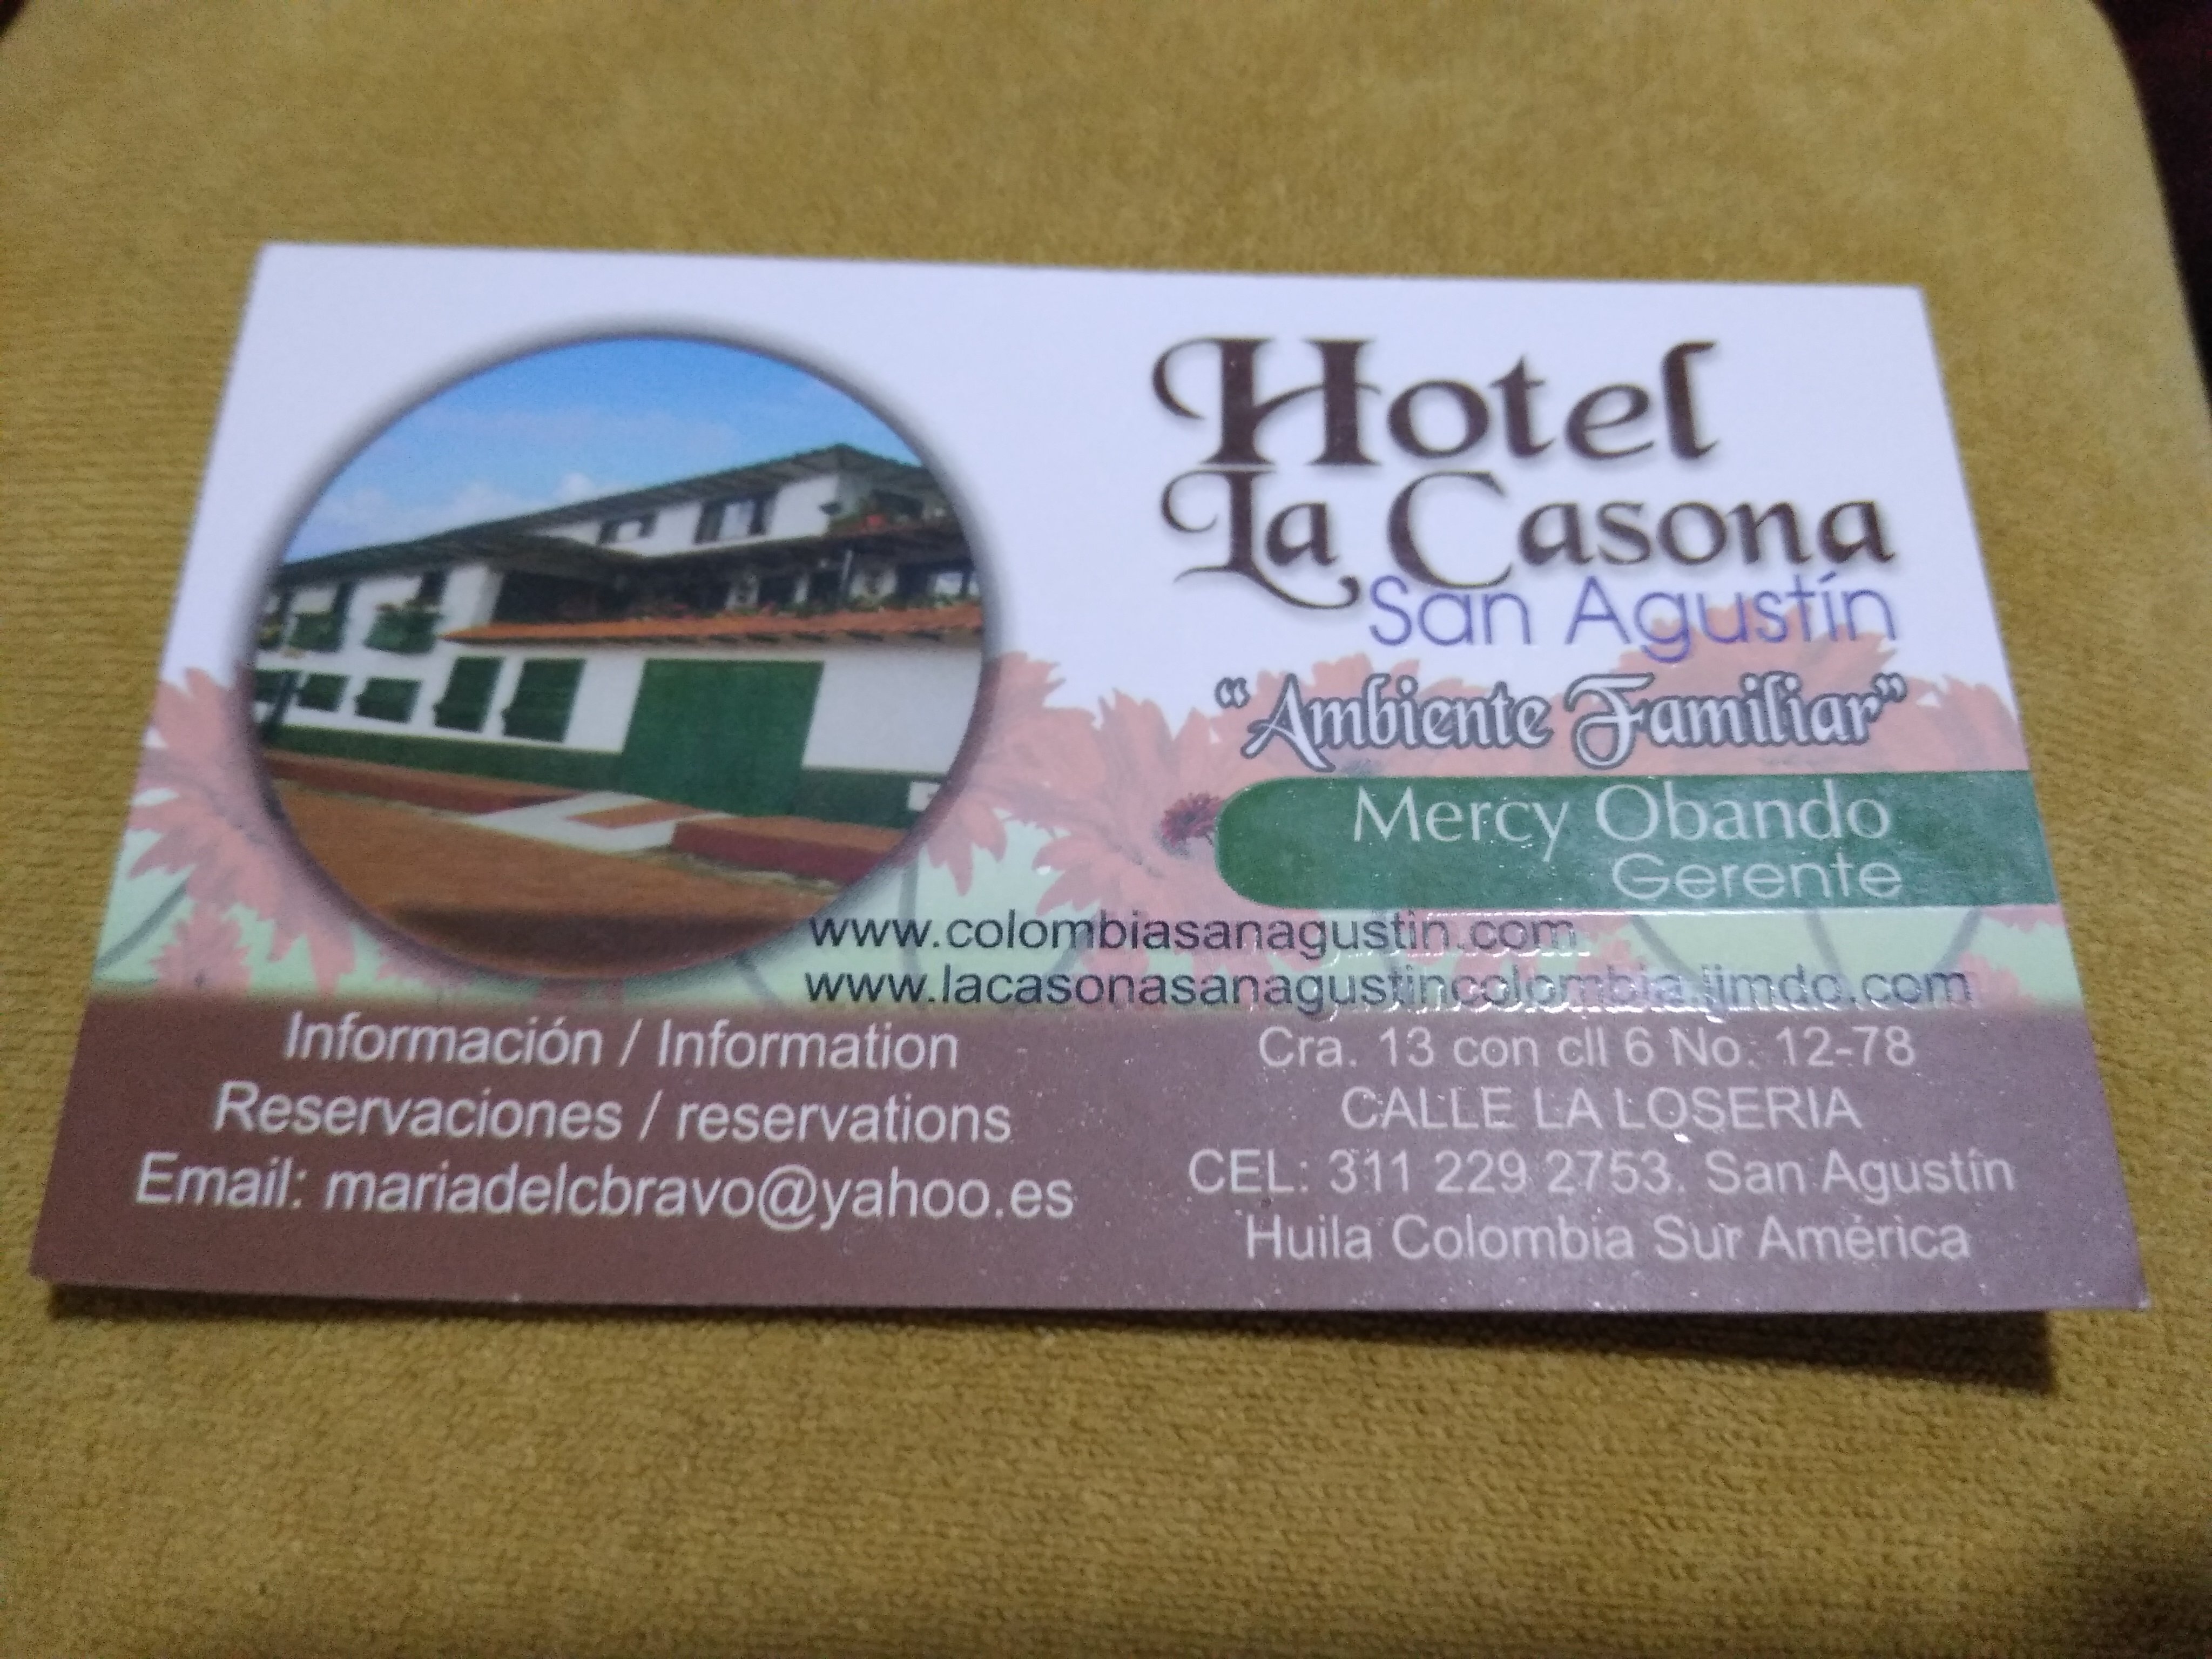 Hotel
La Casona
San Agustín
“Ambiente Familiar”
Mercy Obando
Gerente
www.colombiasanagustin.com
www.lacasonasanagustincolombia.jimdo.com
Información / Information
Reservaciones / reservations
Email: mariadelcbravo@yahoo.es
Cra. 13 con cll 6 No. 12-78
CALLE LA LOSERIA
CEL: 311 229 2753. San Agustín
Huila Colombia Sur América